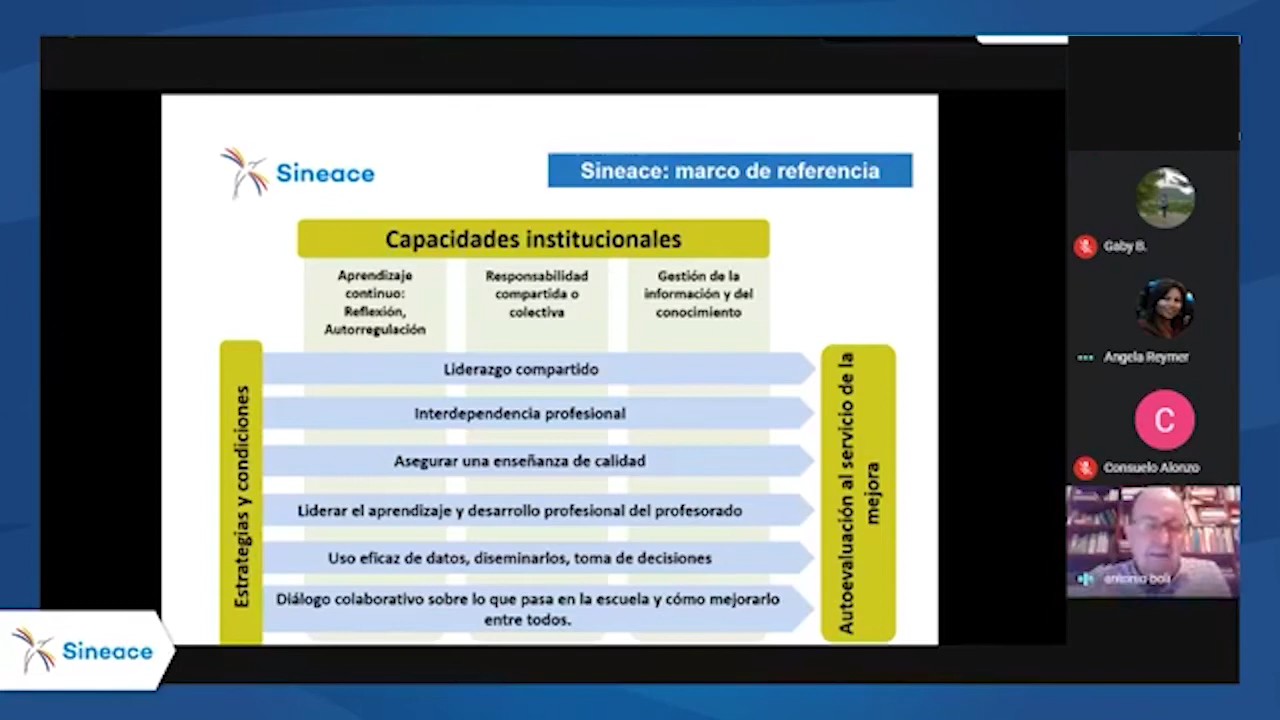 Sineace
Sineace: marco de referencia
Capacidades institucionales
Aprendizaje
continuo:
Reflexión,
Autorregulación
Responsabilidad
compartida o
colectiva
Gestión de la
información y del
conocimiento
Estrategias y condiciones
Liderazgo compartido
Interdependencia profesional
Asegurar una enseñanza de calidad
Liderar el aprendizaje y desarrollo profesional del profesorado
Uso eficaz de datos, diseminarlos, toma de decisiones
Diálogo colaborativo sobre lo que pasa en la escuela y cómo mejorarlo
entre todos.
Autoevaluación al servicio de la
mejora
Gaby B.
Angela Reymer
C
Consuelo Alonzo
antonio boli
Sineace